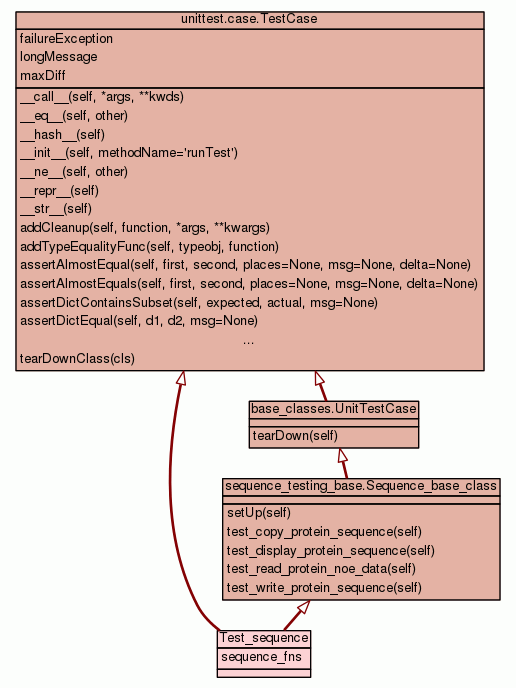 unittest.case.TestCase
failureException
longMessage
maxDiff
__call__(self, *args, **kwds)
__eq__(self, other)
__hash__(self)
__init__(self, methodName='runTest')
__ne__(self, other)
__repr__(self)
__str__(self)
addCleanup(self, function, *args, **kwargs)
addTypeEqualityFunc(self, typeobj, function)
assertAlmostEqual(self, first, second, places=None, msg=None, delta=None)
assertAlmostEquals(self, first, second, places=None, msg=None, delta=None)
assertDictContainsSubset(self, expected, actual, msg=None)
assertDictEqual(self, d1, d2, msg=None)
...
tearDownClass(cls)
base_classes.UnitTestCase
tearDown(self)
sequence_testing_base.Sequence_base_class
setUp(self)
test_copy_protein_sequence(self)
test_display_protein_sequence(self)
test_read_protein_noe_data(self)
test_write_protein_sequence(self)
Test_sequence
sequence_fns